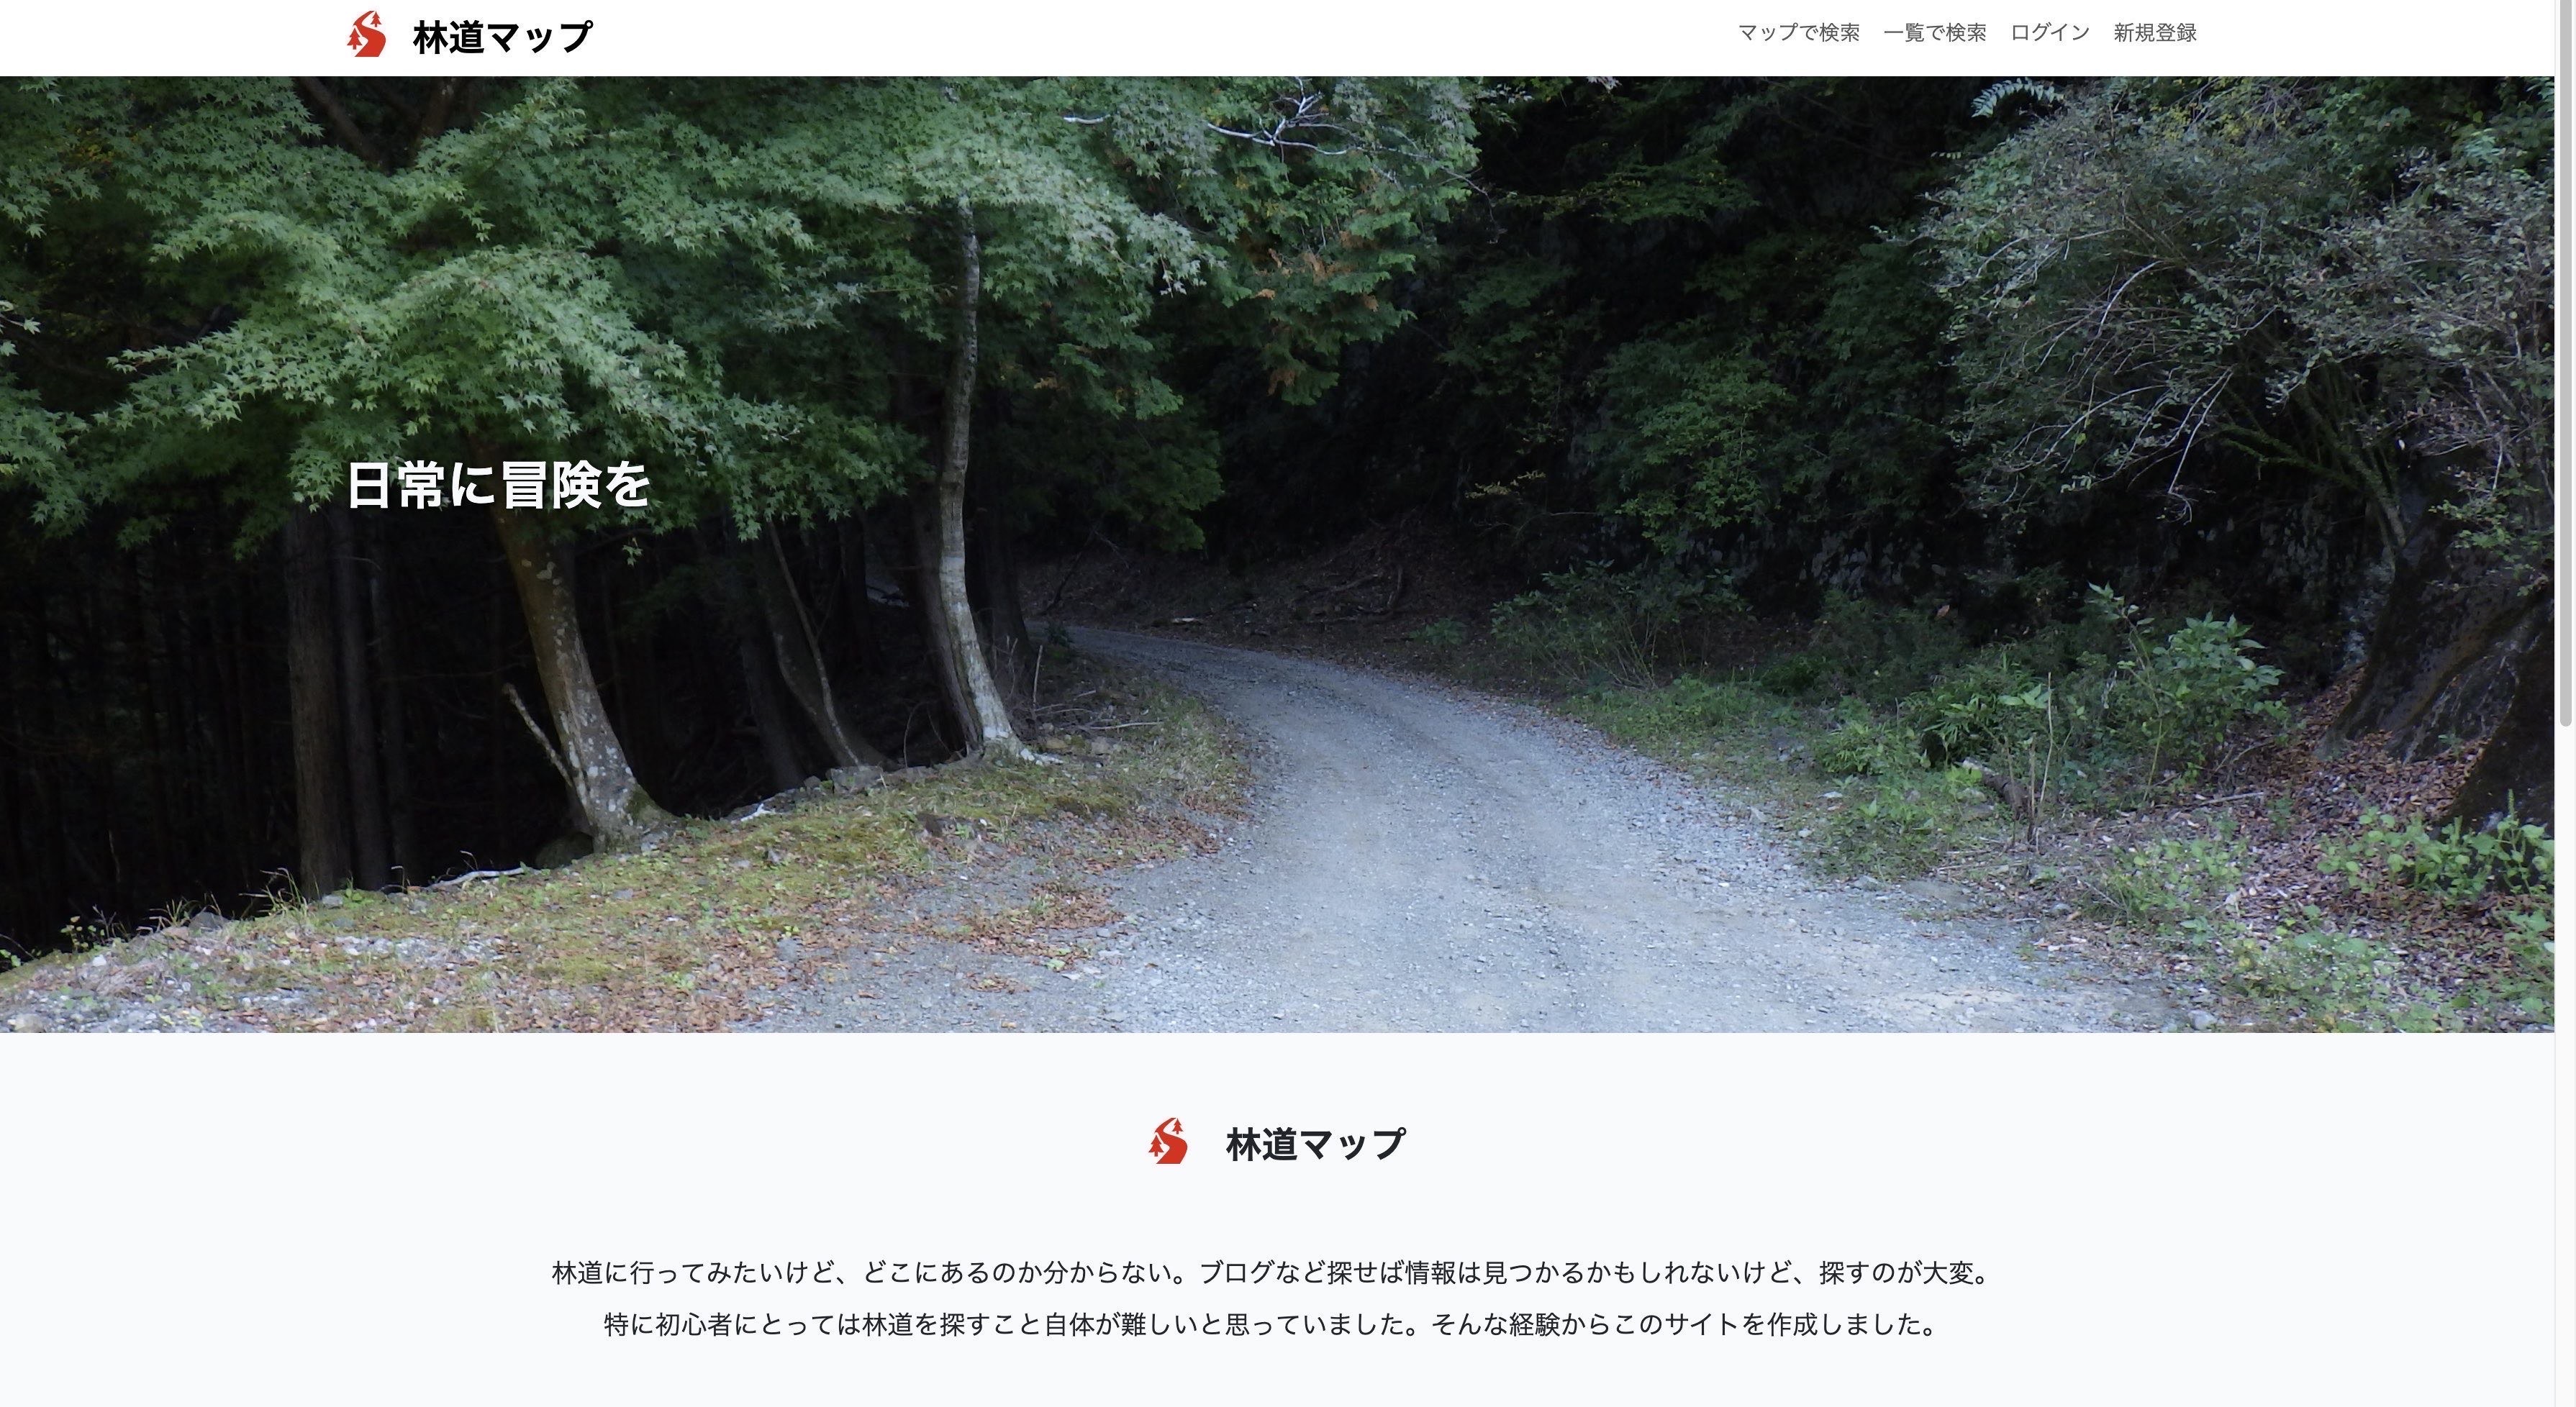 林道マップ
マップで検索 一覧で検索 ログイン 新規登録
日常に冒険を
林道マップ
林道に行ってみたいけど、どこにあるのか分からない。ブログなど探せば情報は見つかるかもしれないけど、探すのが大変。
特に初心者にとっては林道を探すこと自体が難しいと思っていました。そんな経験からこのサイトを作成しました。